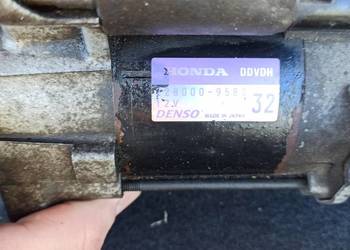 HONDA DDVDH
28000-958
12V 32
DENSO MADE IN JAPAN